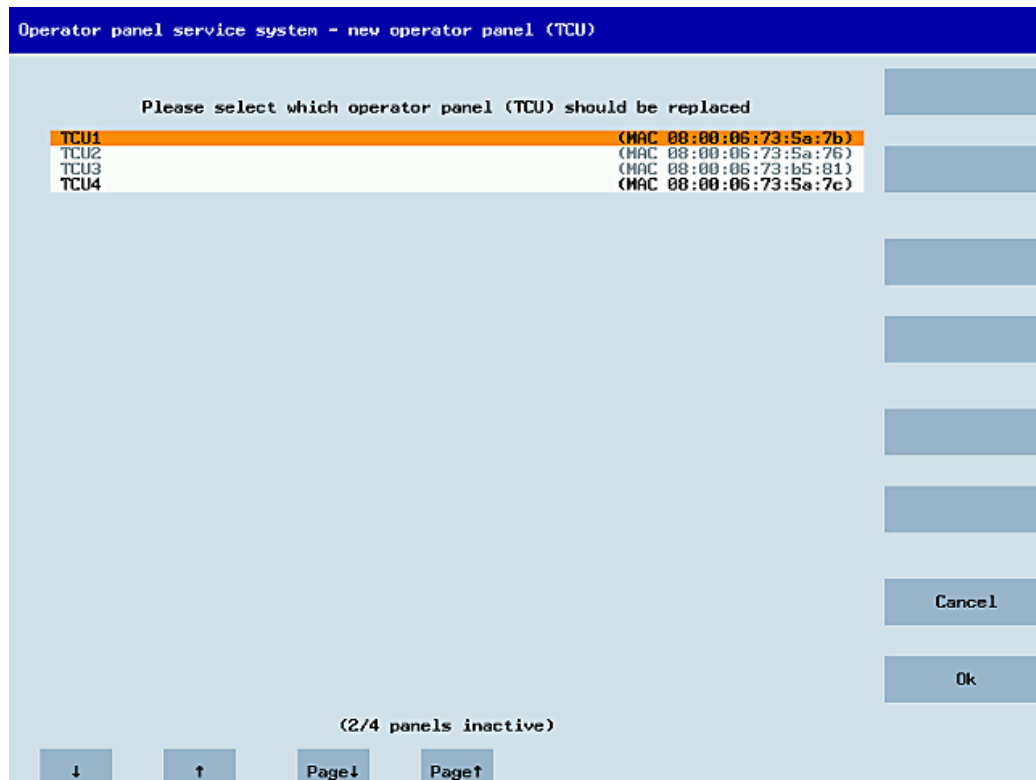 Operator panel service system - new operator panel (TCU)
Please select which operator panel (TCU) should be replaced
TCU1 (MAC 08:00:06:73:5a:7b)
TCU2 (MAC 08:00:06:73:5a:76)
TCU3 (MAC 08:00:06:73:b5:81)
TCU4 (MAC 08:00:06:73:5a:7c)
Cancel
Ok
(2/4 panels inactive)
↓ ↑ Page↓ Page↑